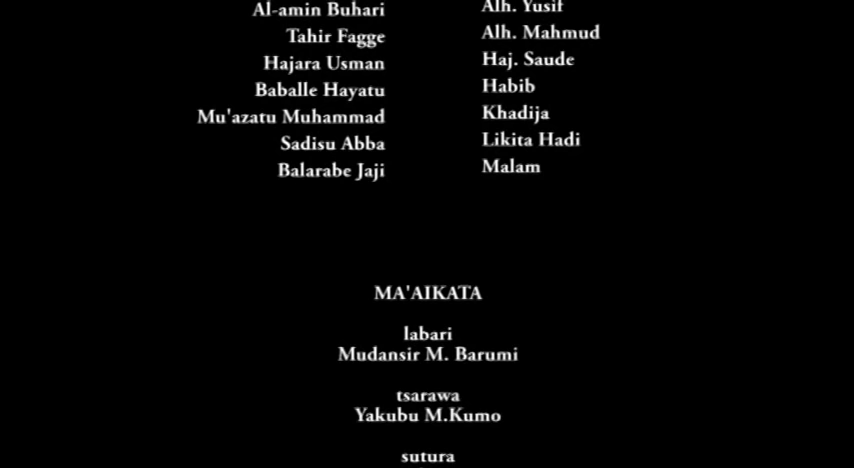 Al-amin Buhari Alh. Yusif
Tahir Fagge Alh. Mahmud
Hajara Usman Haj. Saude
Baballe Hayatu Habib
Mu'azatu Muhammad Khadija
Sadisu Abba Likita Hadi
Balarabe Jaji Malam
MA'AIKATA
labari
Mudansir M. Barumi
tsarawa
Yakubu M.Kumo
sutura